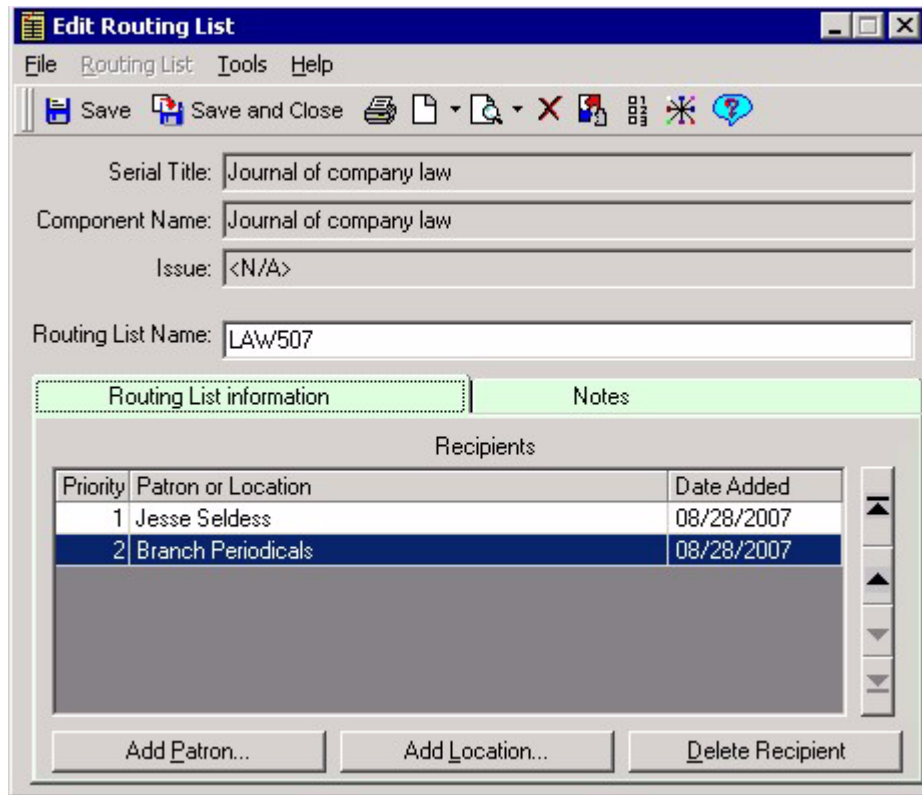 Edit Routing List
File Routing List Tools Help
Save Save and Close
Serial Title: Journal of company law
Component Name: Journal of company law
Issue: <N/A>
Routing List Name: LAW507
Routing List information Notes
Recipients
Priority Patron or Location Date Added
1 Jesse Seldess 08/28/2007
2 Branch Periodicals 08/28/2007
Add Patron... Add Location... Delete Recipient